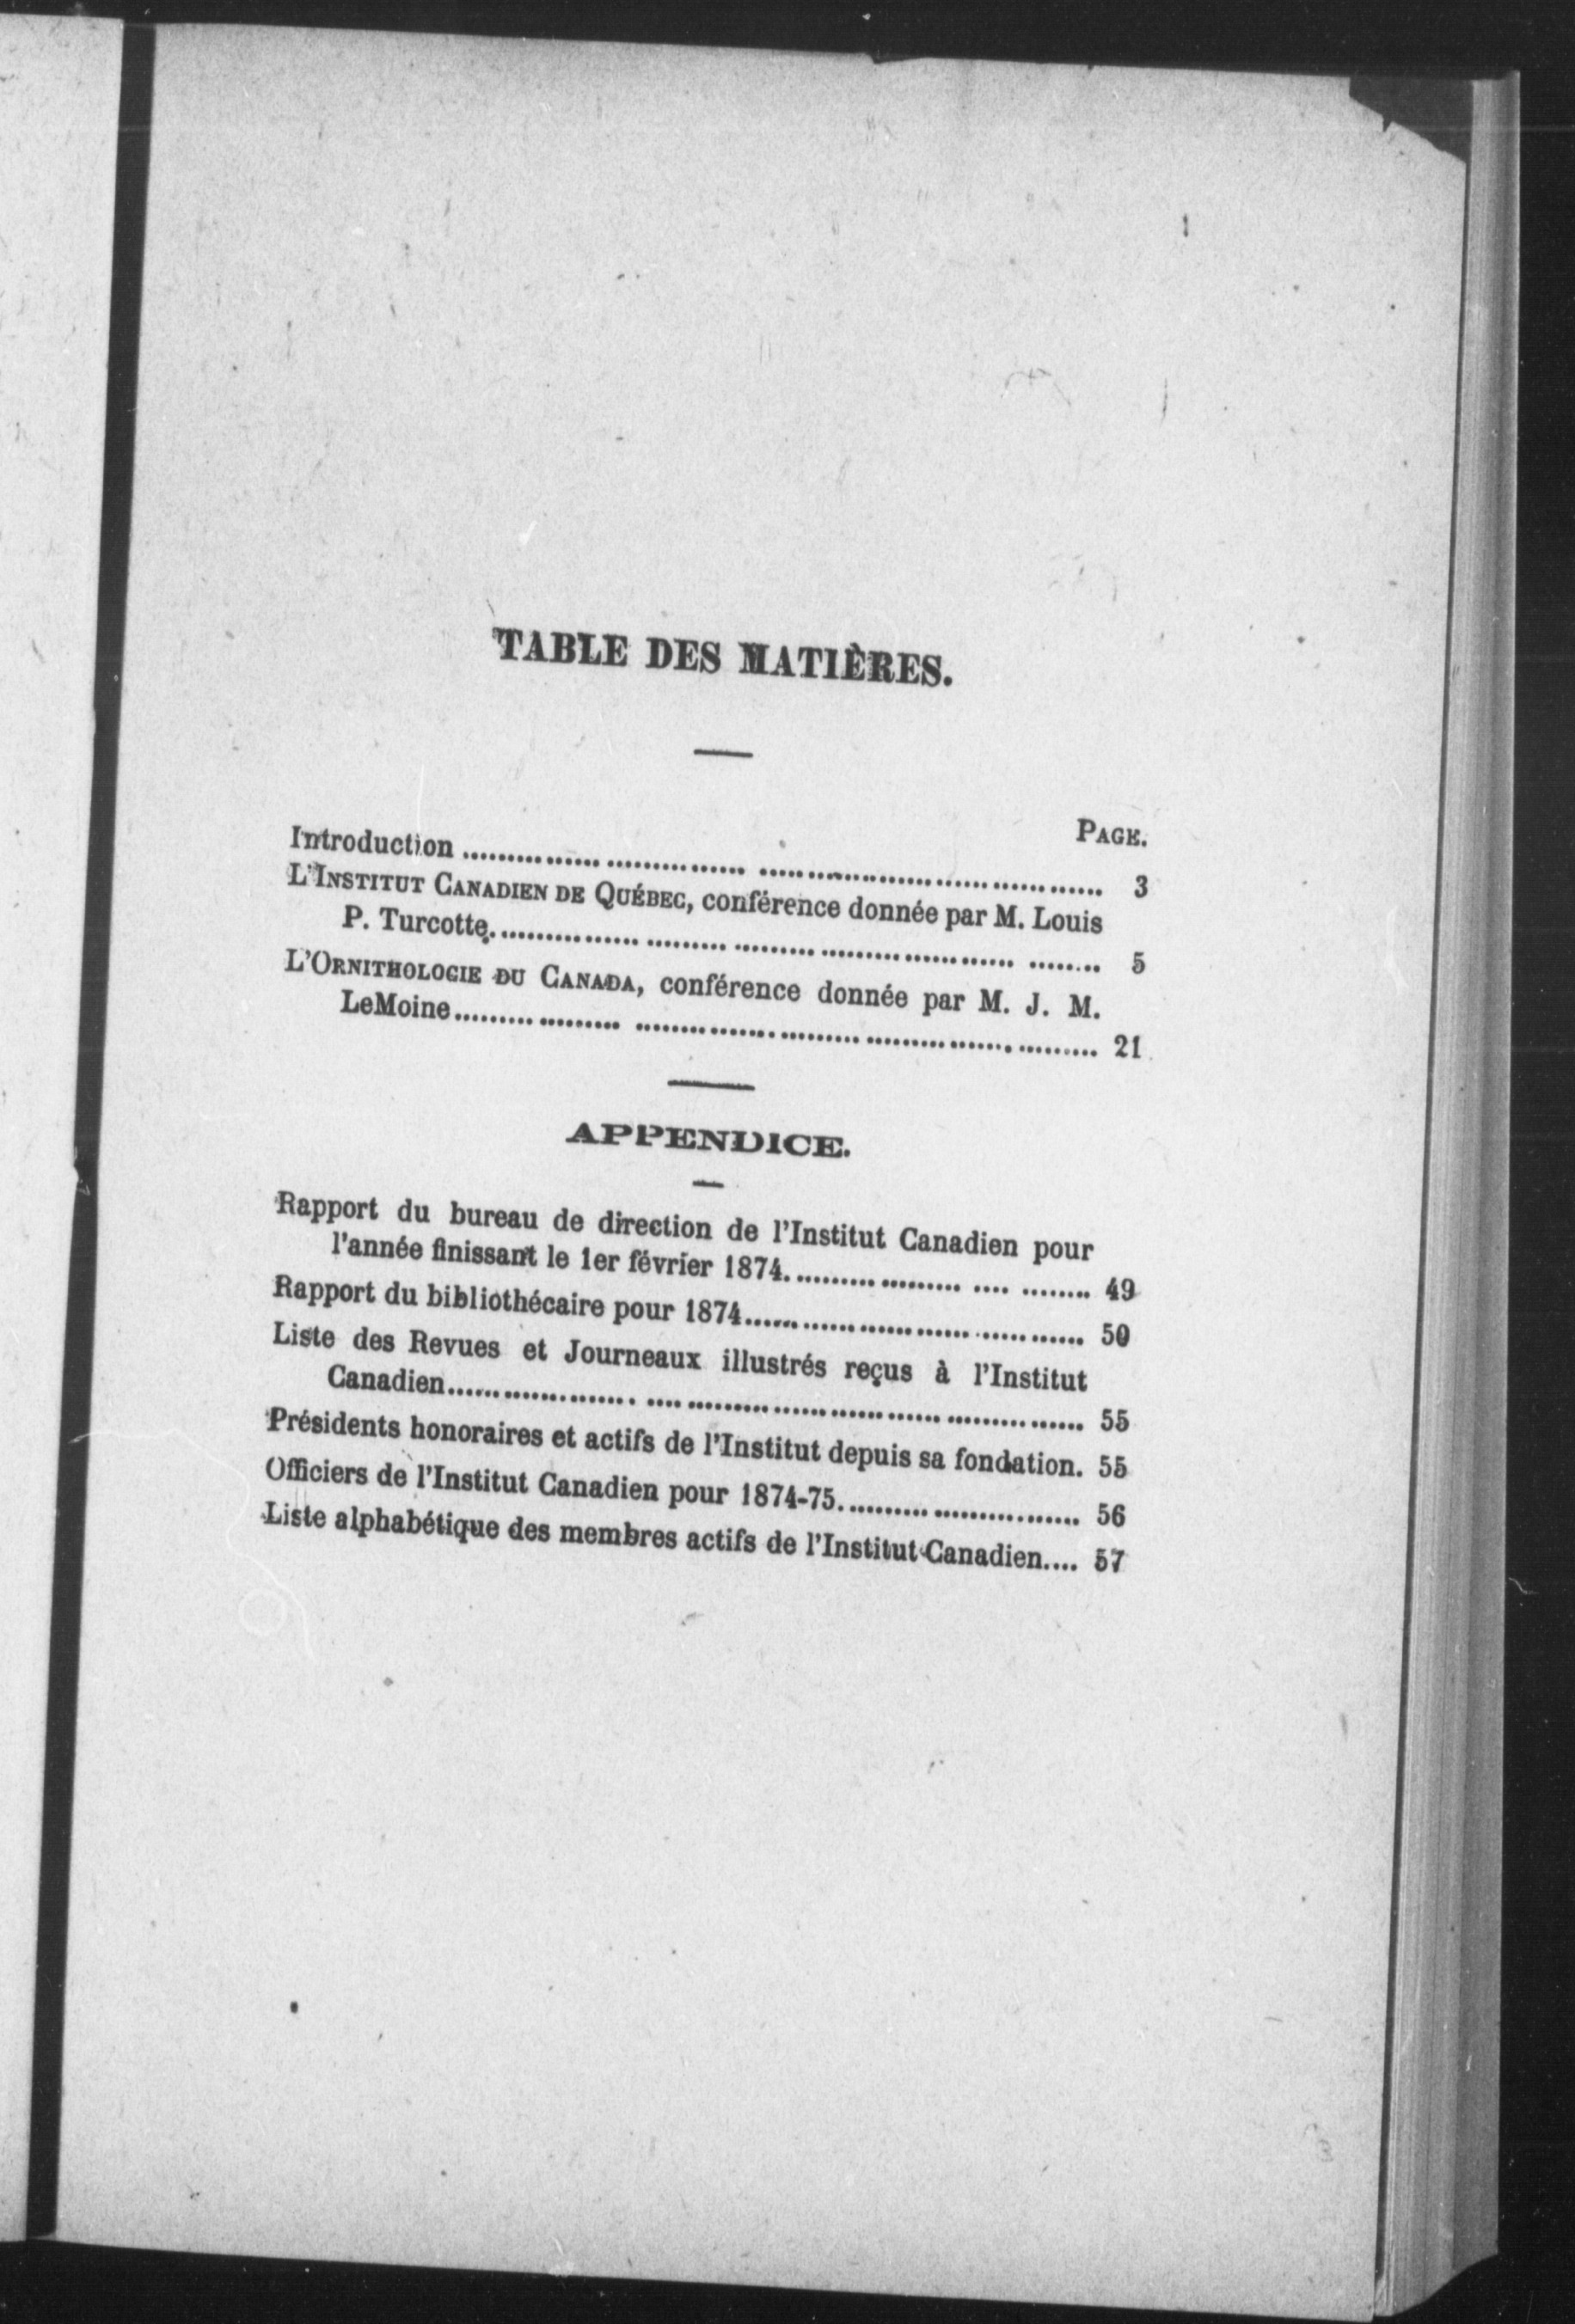 TABLE DES MATIÈRES.
PAGE.
Introduction .................................................................. 3
L'INSTITUT CANADIEN DE QUÉBEC, conférence donnée par M. Louis
P. Turcotte.................................................................. 5
L'ORNITHOLOGIE DU CANADA, conférence donnée par M. J. M.
LeMoine.................................................................. 21
APPENDICE.
Rapport du bureau de direction de l'Institut Canadien pour
l'année finissant le 1er février 1874................................ 49
Rapport du bibliothécaire pour 1874.................................... 50
Liste des Revues et Journeaux illustrés reçus à l'Institut
Canadien.................................................................. 55
Présidents honoraires et actifs de l'Institut depuis sa fondation. 55
Officiers de l'Institut Canadien pour 1874-75.......................... 56
Liste alphabétique des membres actifs de l'Institut Canadien.... 57